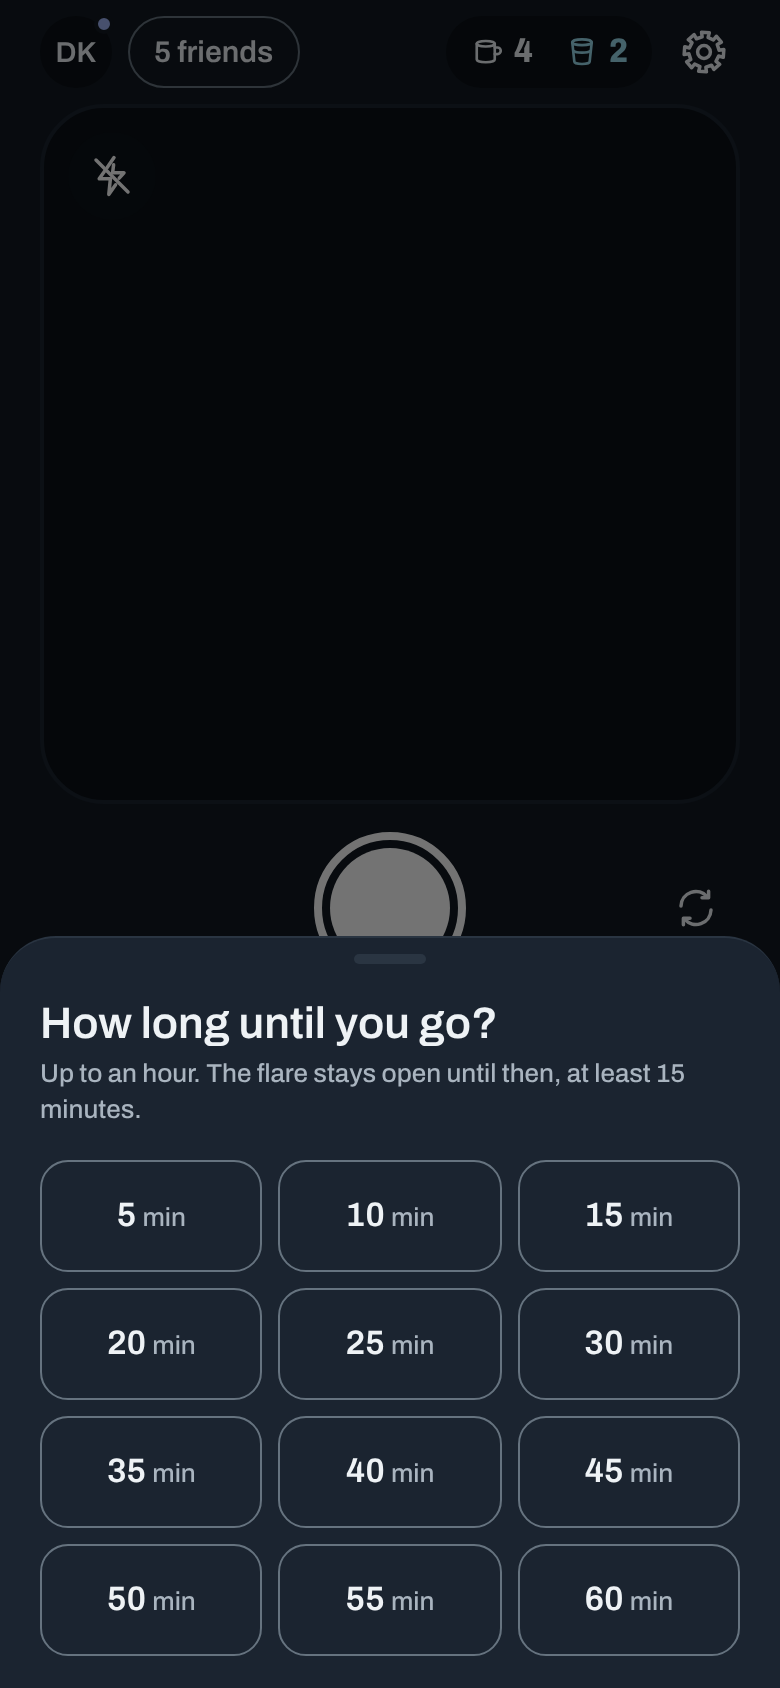 DK
5 friends
4
2
How long until you go?
Up to an hour. The flare stays open until then, at least 15
minutes.
5 min
10 min
15 min
20 min
25 min
30 min
35 min
40 min
45 min
50 min
55 min
60 min